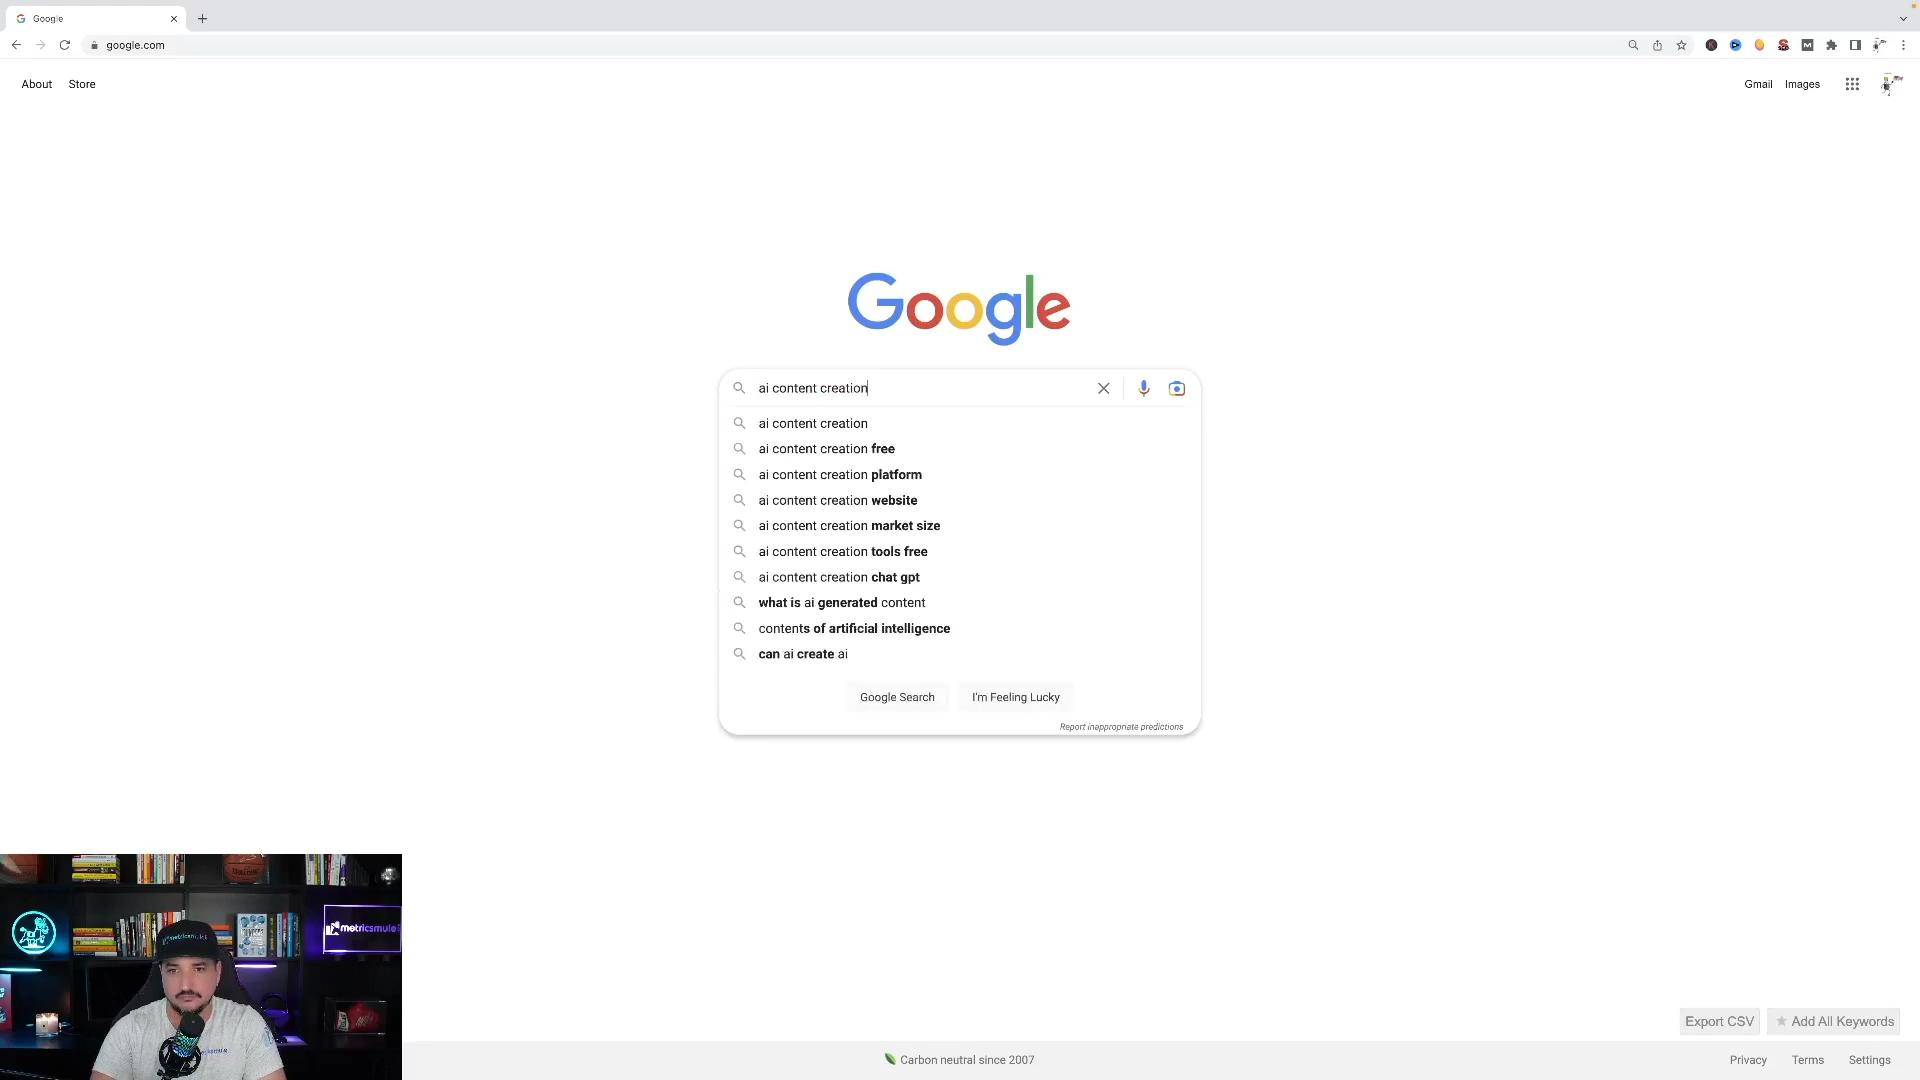 Google
google.com
About Store
Gmail Images
Google
ai content creation
ai content creation
ai content creation free
ai content creation platform
ai content creation website
ai content creation market size
ai content creation tools free
ai content creation chat gpt
what is ai generated content
contents of artificial intelligence
can ai create ai
Google Search I'm Feeling Lucky
Report inappropriate predictions
metricsmule
metricsmule
SPALDING
Export CSV Add All Keywords
Carbon neutral since 2007
Privacy Terms Settings